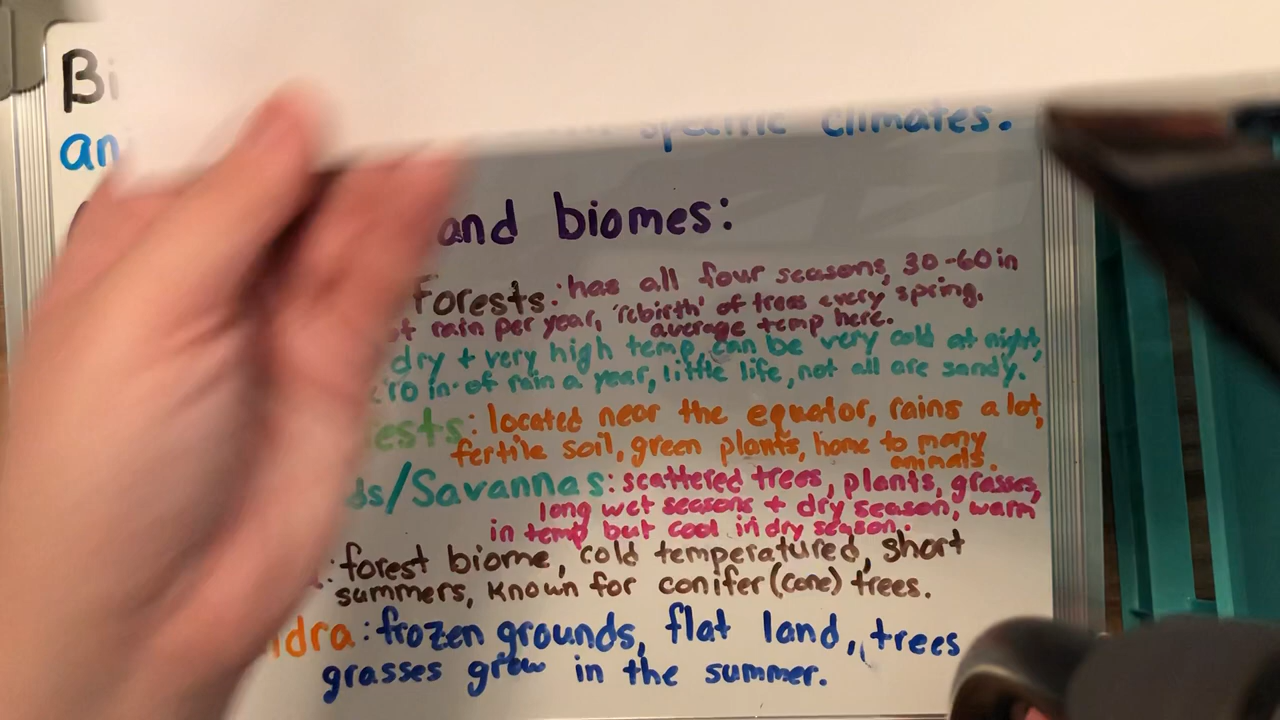 Bi
an specific climates.
and biomes:
forests: has all four seasons, 30-60 in
of rain per year, 'rebirth' of trees every spring.
average temp here.
dry + very high temp, can be very cold at night,
10 in. of rain a year, little life, not all are sandy.
ests: located near the equator, rains a lot,
fertile soil, green plants, home to many
animals.
ds/Savannas: scattered trees, plants, grasses,
long wet seasons + dry season, warm
in temp but cool in dry season.
: forest biome, cold temperatured, short
summers, known for conifer (cone) trees.
ndra: frozen grounds, flat land, trees
grasses grow in the summer.